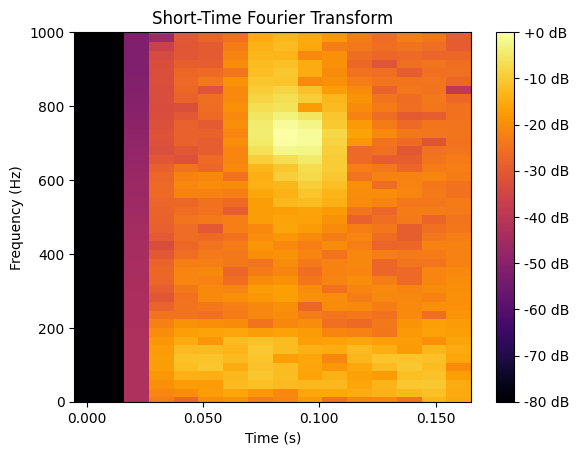 Short-Time Fourier Transform
1000
800
600
400
200
0
Frequency (Hz)
0.000
0.050
0.100
0.150
Time (s)
+0 dB
-10 dB
-20 dB
-30 dB
-40 dB
-50 dB
-60 dB
-70 dB
-80 dB